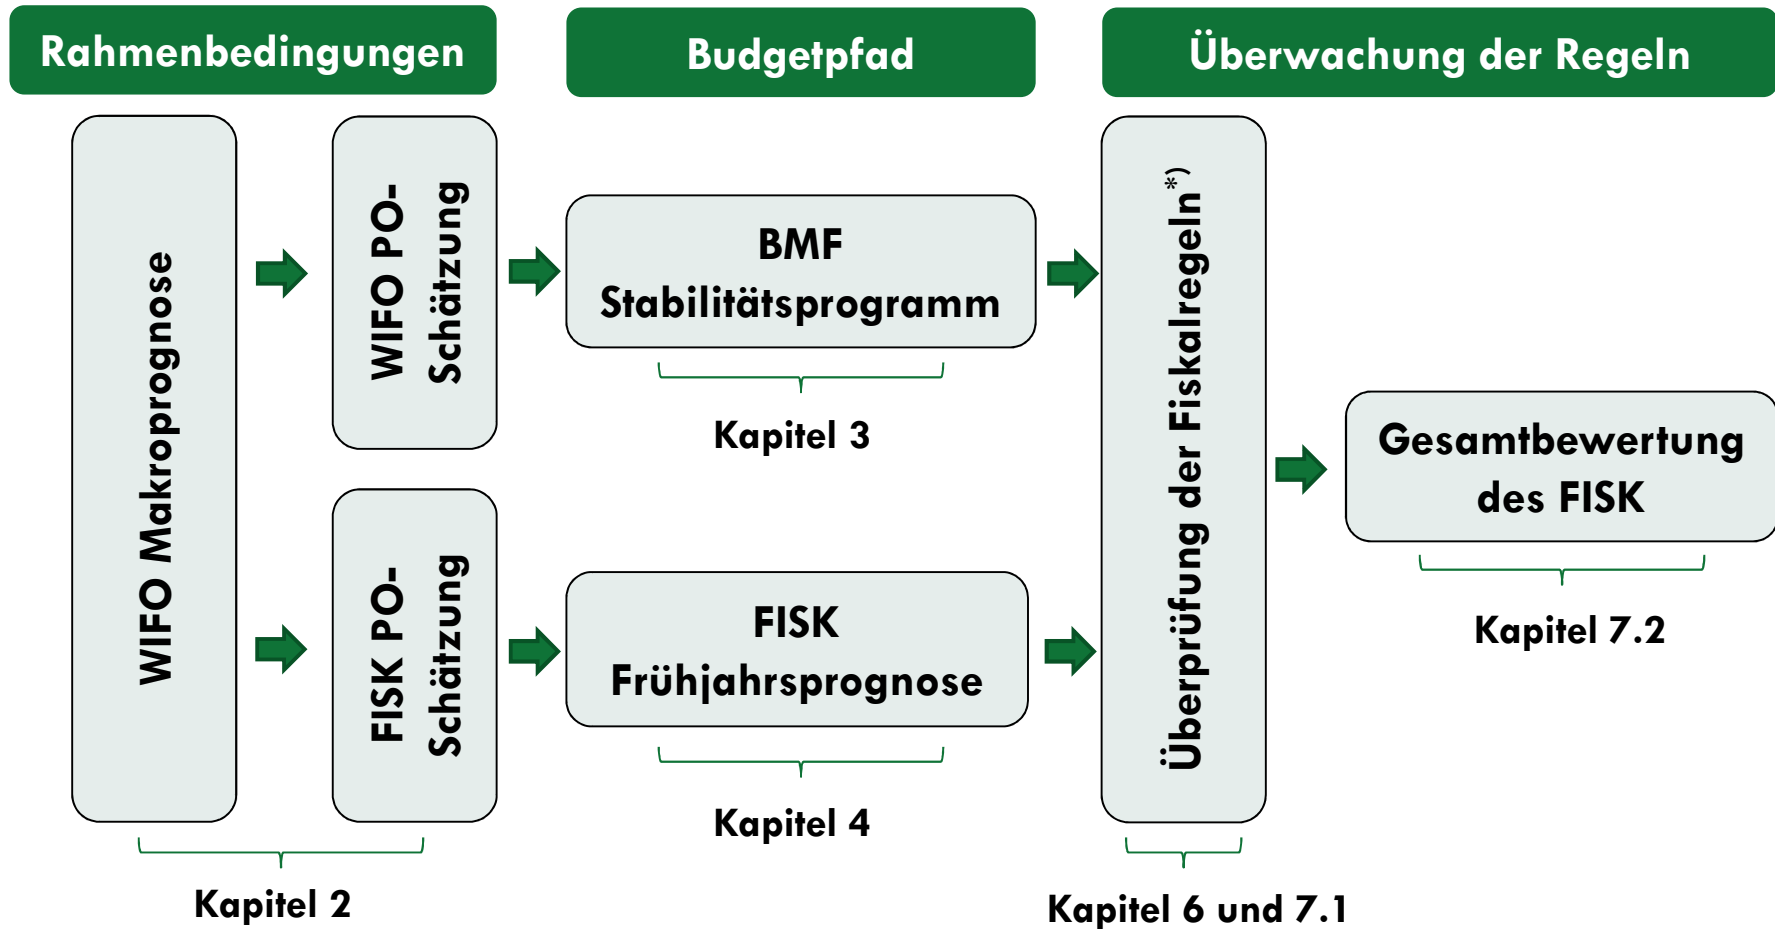 Rahmenbedingungen
Budgetpfad
Überwachung der Regeln
WIFO Makroprognose
WIFO PO-
Schätzung
FISK PO-
Schätzung
Kapitel 2
BMF
Stabilitätsprogramm
Kapitel 3
FISK
Frühjahrsprognose
Kapitel 4
Überprüfung der Fiskalregeln*)
Kapitel 6 und 7.1
Gesamtbewertung
des FISK
Kapitel 7.2